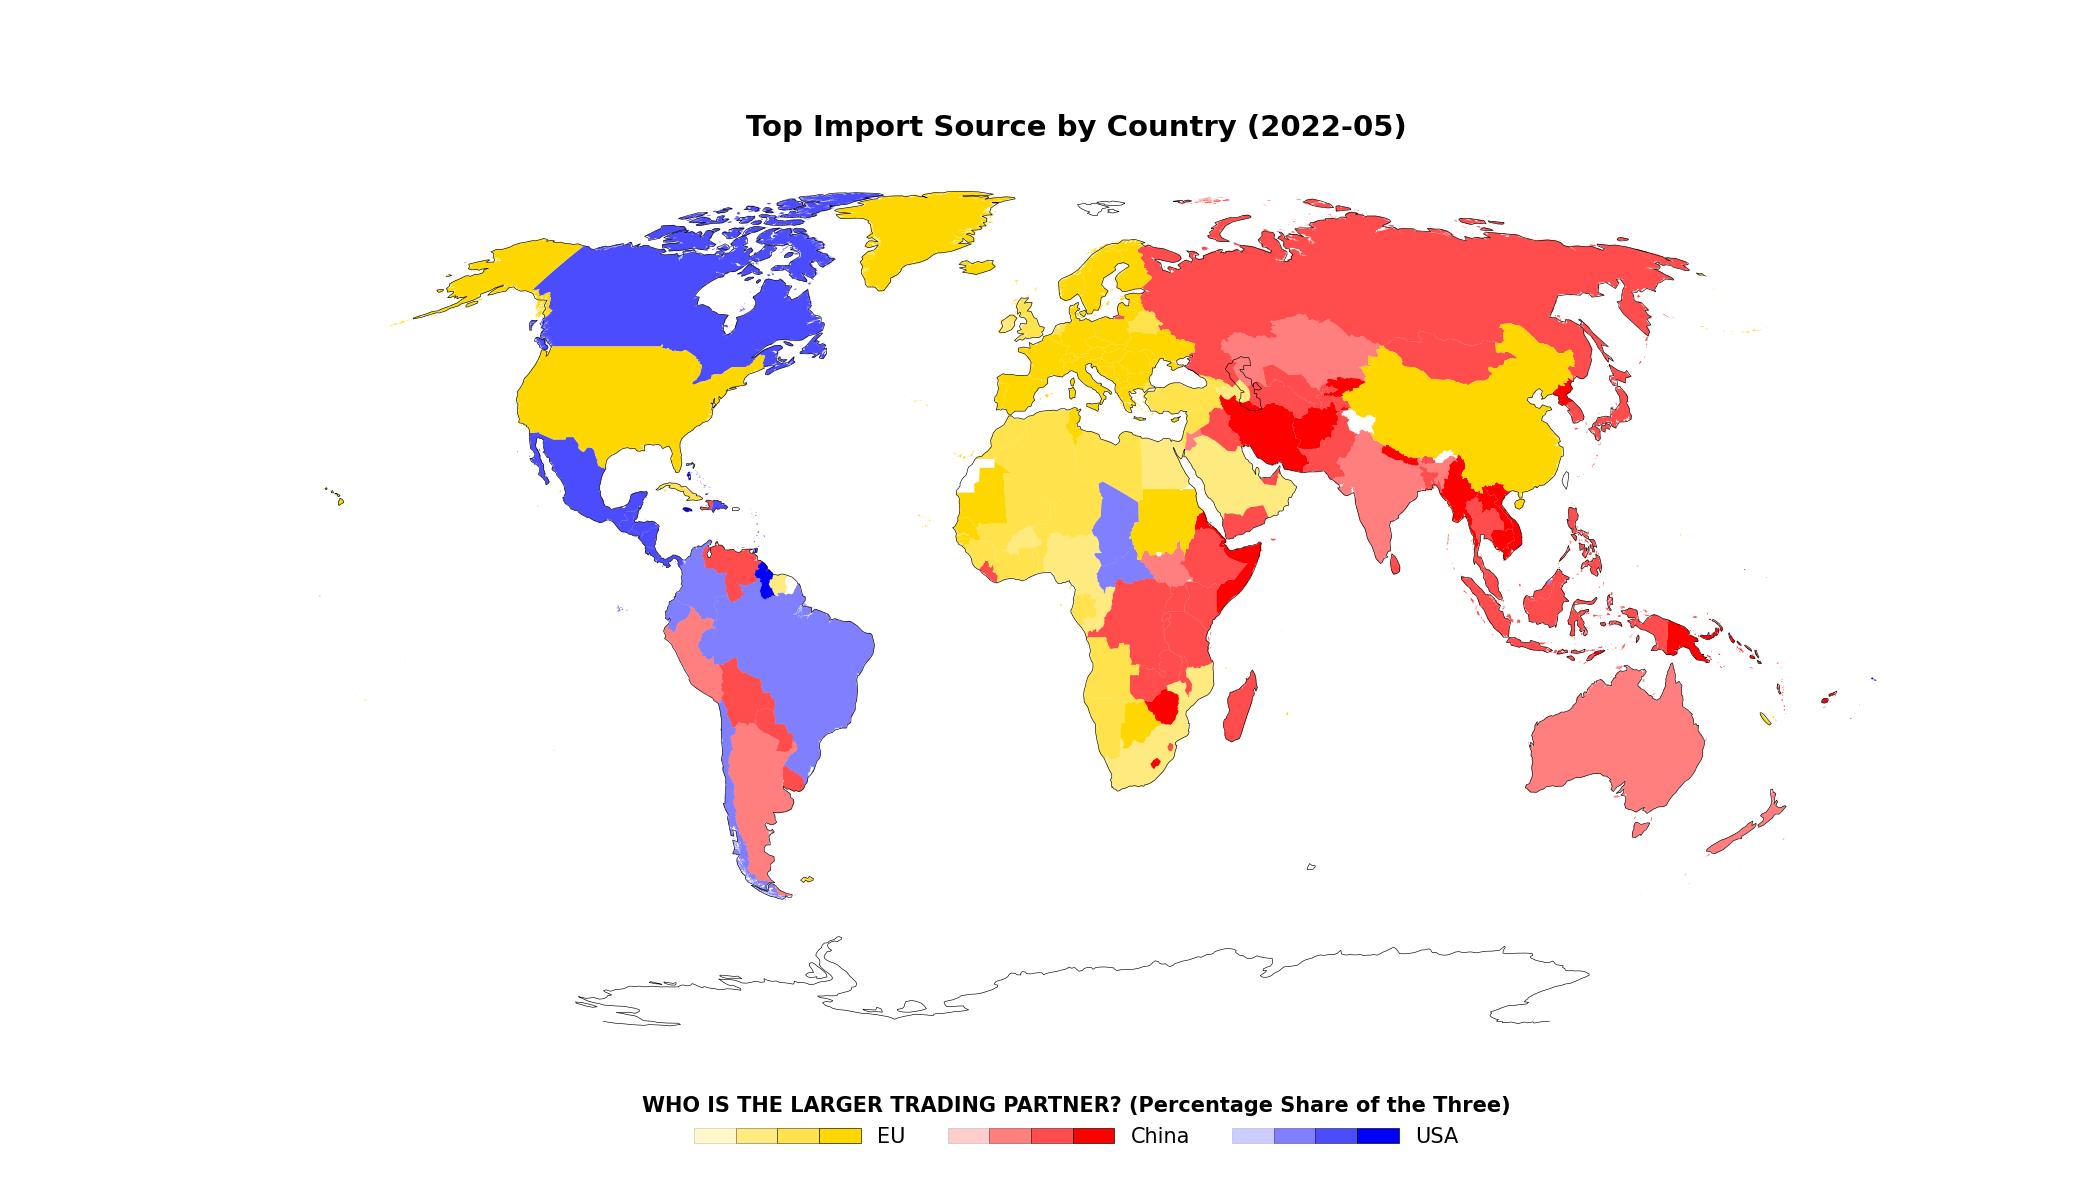 Top Import Source by Country (2022-05)
WHO IS THE LARGER TRADING PARTNER? (Percentage Share of the Three)
EU China USA